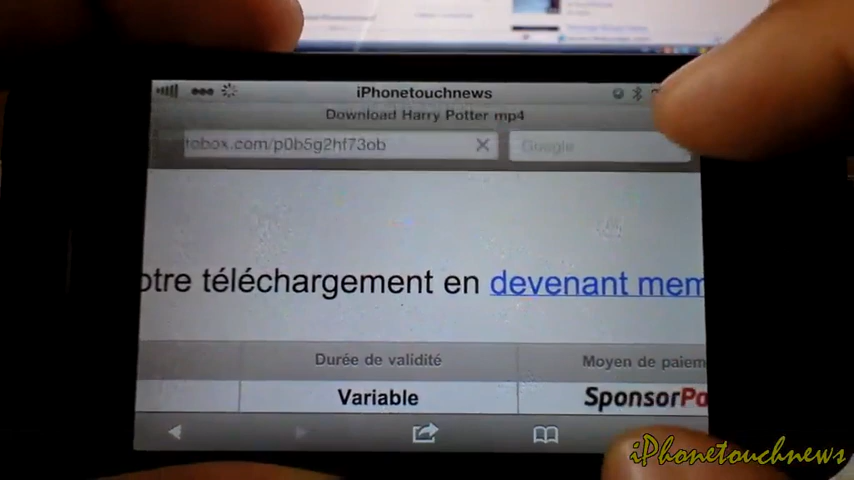 iPhonetouchnews
Download Harry Potter mp4
tobox.com/p0b5g2hf73ob
Google
otre téléchargement en devenant mem
Durée de validité
Moyen de paiem
Variable
SponsorPa
iPhonetouchnews